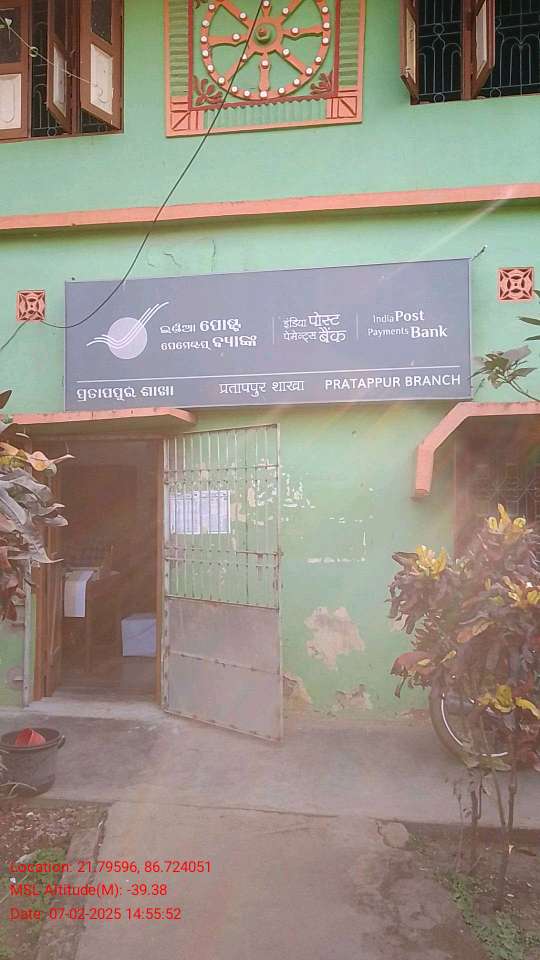 ଇଣ୍ଡିଆ ପୋଷ୍ଟ
ପେମେଣ୍ଟସ୍ ବ୍ୟାଙ୍କ
इंडिया पोस्ट
पेमेन्ट्स बैंक
India Post
Payments Bank
ପ୍ରତାପପୁର ଶାଖା
प्रतापपुर शाखा
PRATAPPUR BRANCH
Location: 21.79596, 86.724051
MSL Altitude(M): -39.38
Date: 07-02-2025 14:55:52